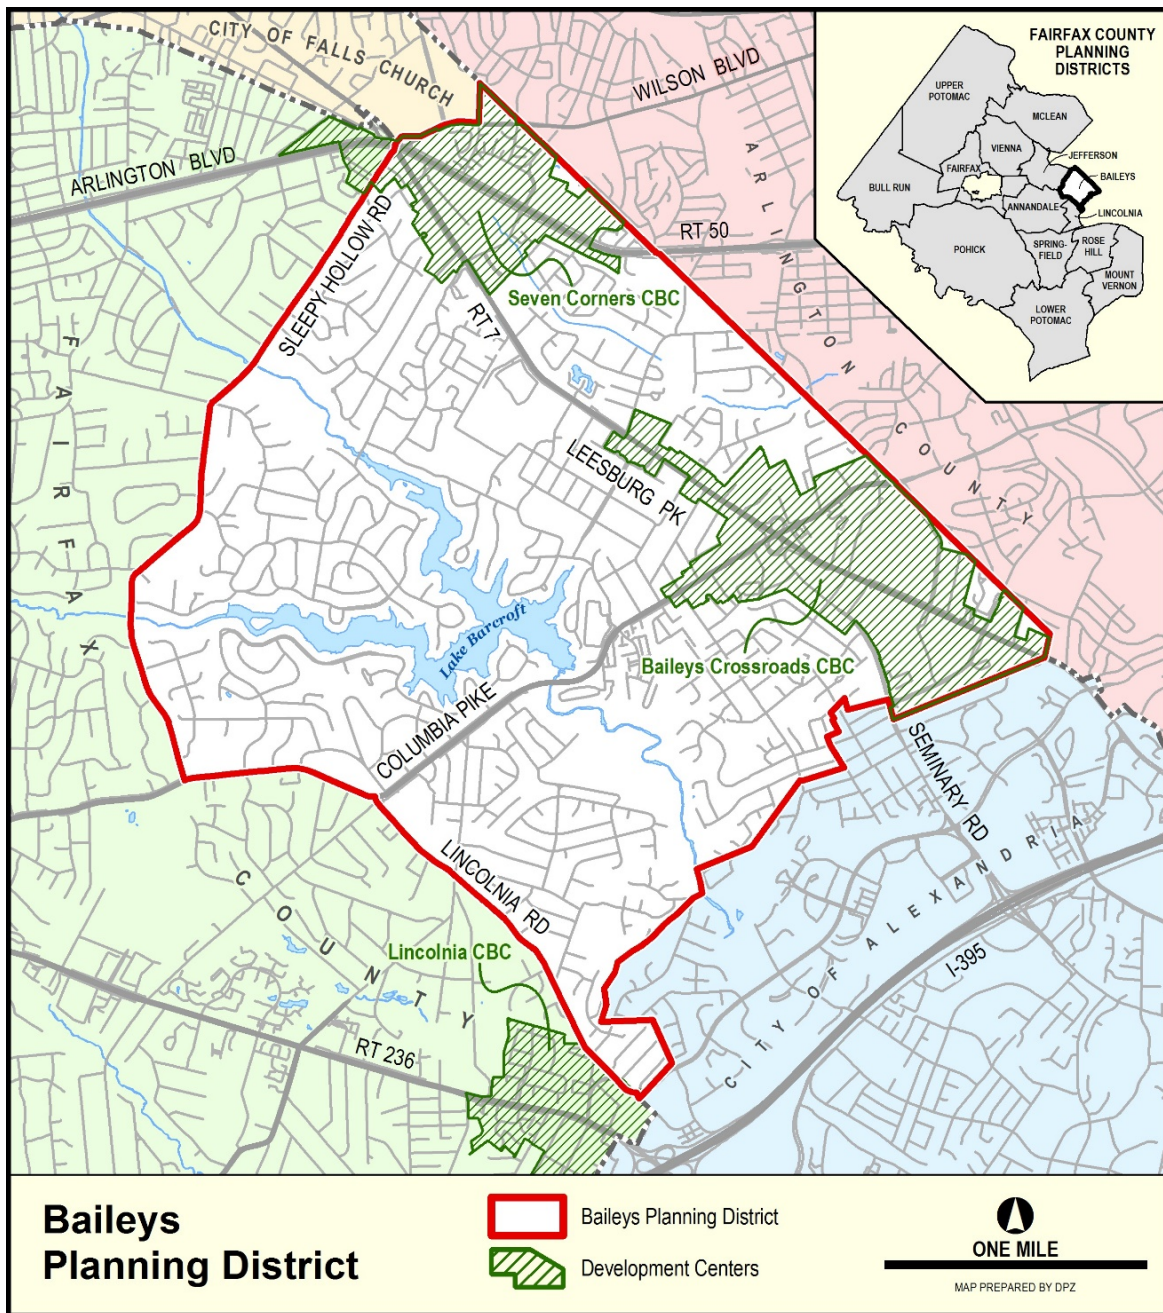 CITY OF FALLS CHURCH
WILSON BLVD
ARLINGTON BLVD
ARLINGTON COUNTY
SLEEPY HOLLOW RD
RT 50
Seven Corners CBC
RT 7
FAIRFAX COUNTY
LEESBURG PK
Lake Barcroft
Baileys Crossroads CBC
COLUMBIA PIKE
SEMINARY RD
LINCOLNIA RD
CITY OF ALEXANDRIA
Lincolnia CBC
I-395
RT 236
FAIRFAX COUNTY
PLANNING
DISTRICTS
UPPER
POTOMAC
MCLEAN
VIENNA
JEFFERSON
FAIRFAX
BAILEYS
BULL RUN
ANNANDALE
LINCOLNIA
POHICK
SPRING-
FIELD
ROSE
HILL
MOUNT
VERNON
LOWER
POTOMAC
Baileys
Planning District
Baileys Planning District
Development Centers
ONE MILE
MAP PREPARED BY DPZ